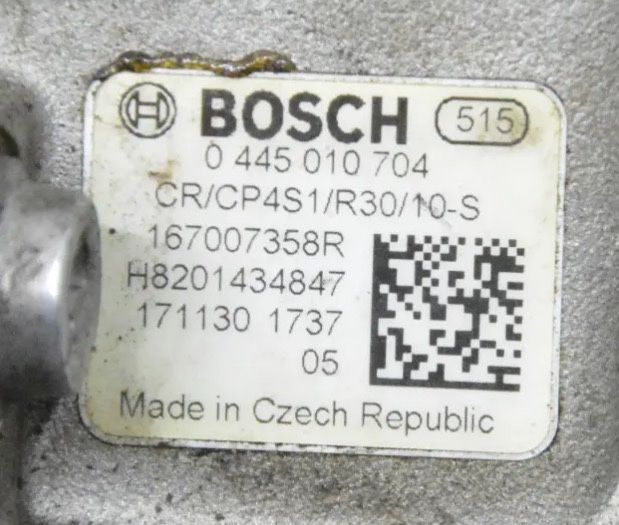 BOSCH 515
0 445 010 704
CR/CP4S1/R30/10-S
167007358R
H8201434847
171130 1737
05
Made in Czech Republic